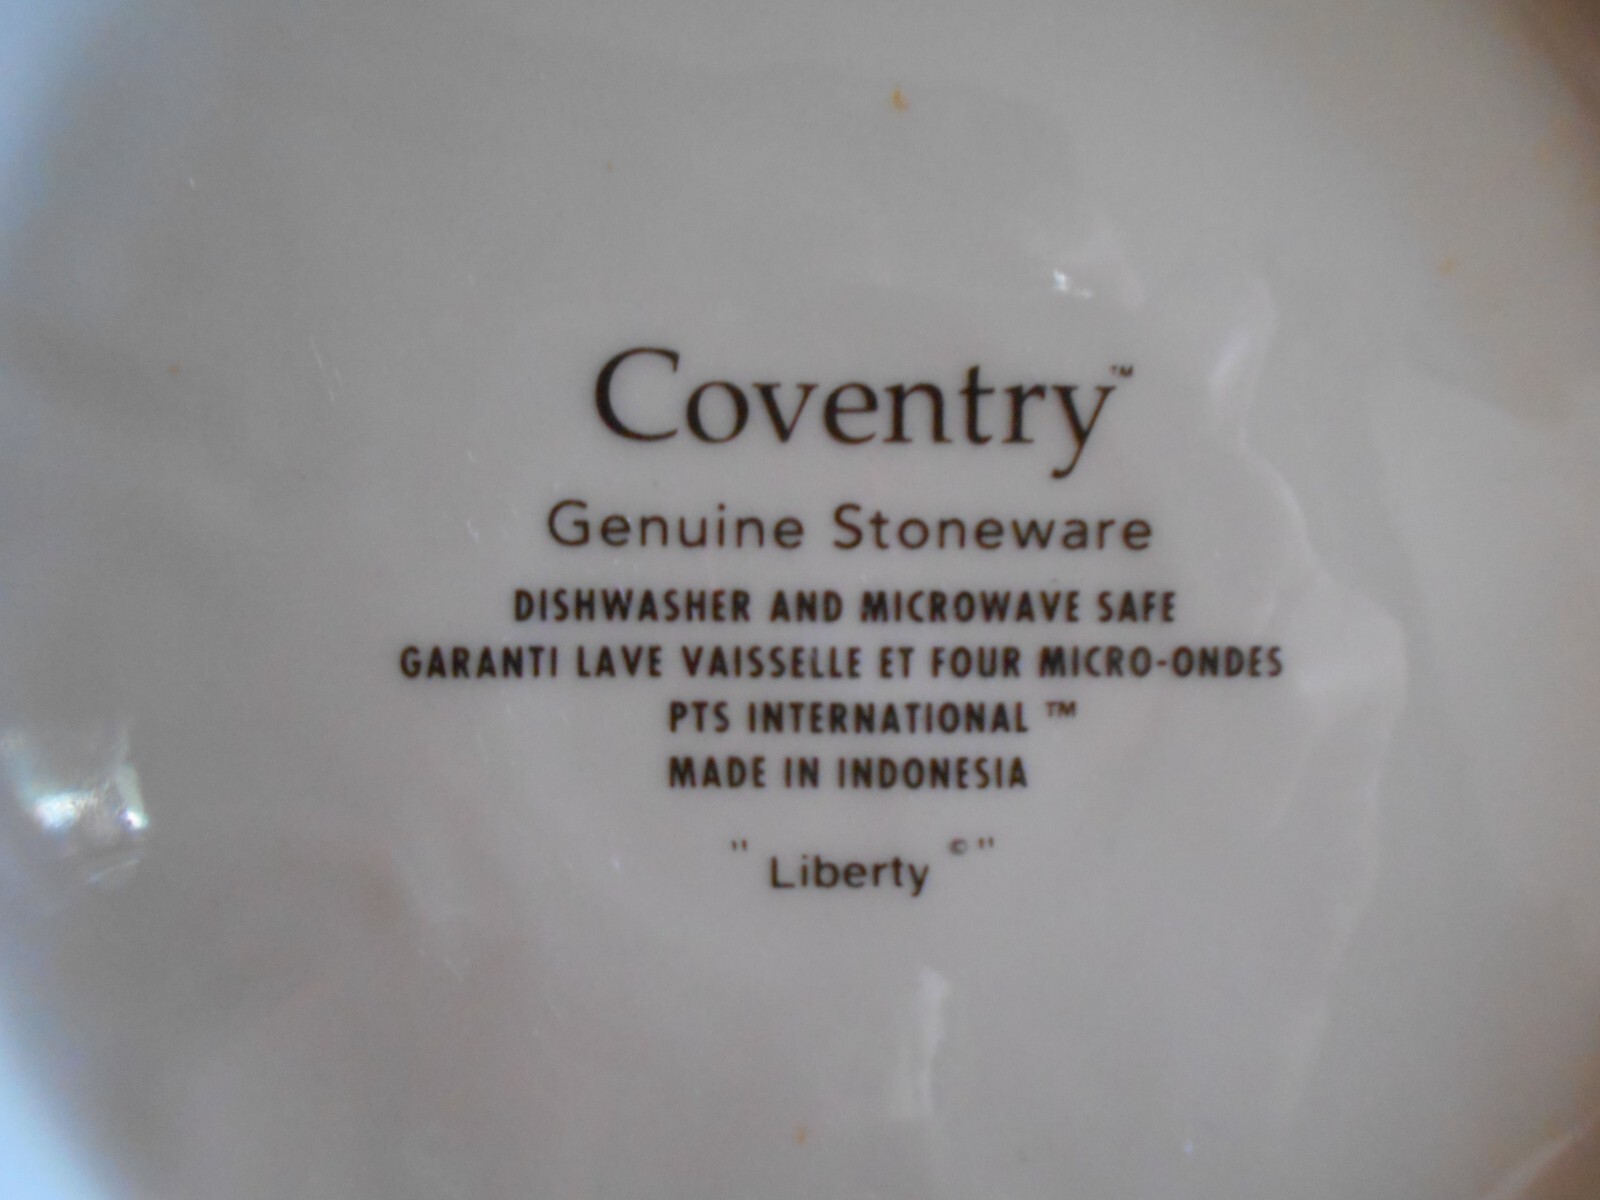 Coventry™
Genuine Stoneware
DISHWASHER AND MICROWAVE SAFE
GARANTI LAVE VAISSELLE ET FOUR MICRO-ONDES
PTS INTERNATIONAL ™
MADE IN INDONESIA
" Liberty ©"